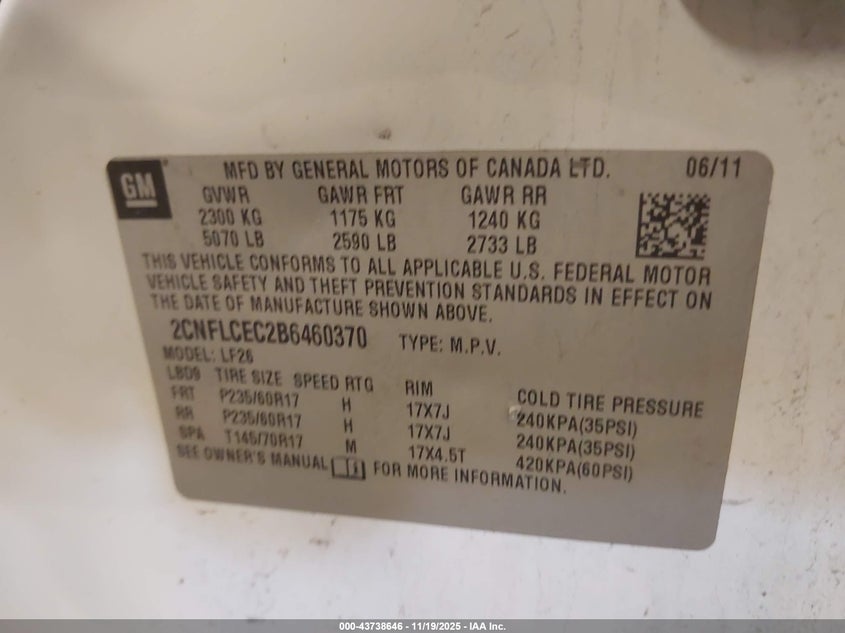 GM
MFD BY GENERAL MOTORS OF CANADA LTD. 06/11
GVWR GAWR FRT GAWR RR
2300 KG 1175 KG 1240 KG
5070 LB 2590 LB 2733 LB
THIS VEHICLE CONFORMS TO ALL APPLICABLE U.S. FEDERAL MOTOR
VEHICLE SAFETY AND THEFT PREVENTION STANDARDS IN EFFECT ON
THE DATE OF MANUFACTURE SHOWN ABOVE.
2CNFLCEC2B6460370 TYPE: M.P.V.
MODEL: LF26
L8D9 TIRE SIZE SPEED RTG RIM COLD TIRE PRESSURE
FRT P235/60R17 H 17X7J 240KPA(35PSI)
RR P235/60R17 H 17X7J 240KPA(35PSI)
SPA T145/70R17 M 17X4.5T 420KPA(60PSI)
SEE OWNER'S MANUAL FOR MORE INFORMATION.
000-43738646 - 11/19/2025 - IAA Inc.